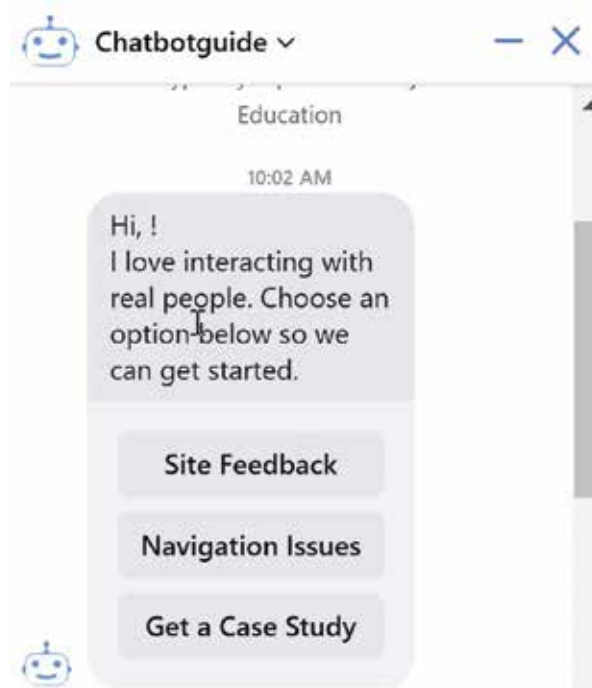 Chatbotguide
Education
10:02 AM
Hi, !
I love interacting with
real people. Choose an
option below so we
can get started.
Site Feedback
Navigation Issues
Get a Case Study